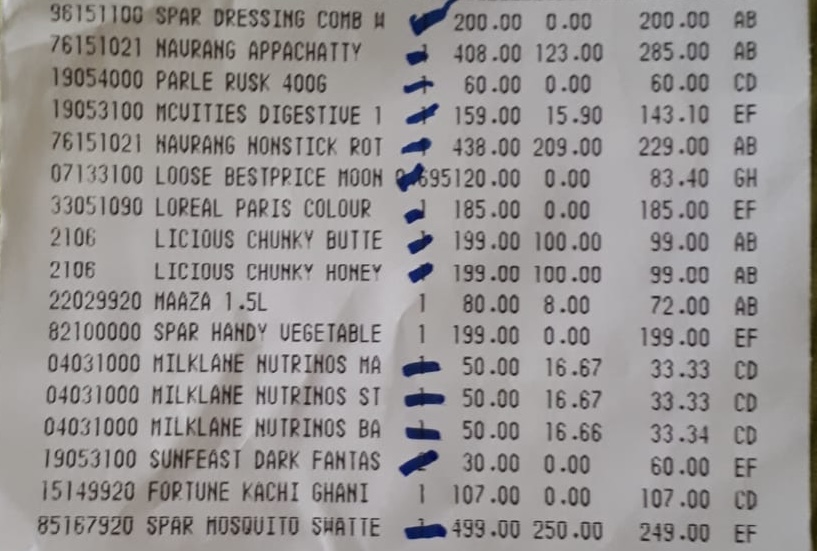 96151100 SPAR DRESSING COMB W 200.00 0.00 200.00 AB
76151021 NAURANG APPACHATTY 1 408.00 123.00 285.00 AB
19054000 PARLE RUSK 400G 1 60.00 0.00 60.00 CD
19053100 MCVITIES DIGESTIVE 1 1 159.00 15.90 143.10 EF
76151021 NAURANG NONSTICK ROT 1 438.00 209.00 229.00 AB
07133100 LOOSE BESTPRICE MOON 0.695120.00 0.00 83.40 GH
33051090 LOREAL PARIS COLOUR 1 185.00 0.00 185.00 EF
2106 LICIOUS CHUNKY BUTTE 1 199.00 100.00 99.00 AB
2106 LICIOUS CHUNKY HONEY 1 199.00 100.00 99.00 AB
22029920 MAAZA 1.5L 1 80.00 8.00 72.00 AB
82100000 SPAR HANDY VEGETABLE 1 199.00 0.00 199.00 EF
04031000 MILKLANE NUTRINOS MA 1 50.00 16.67 33.33 CD
04031000 MILKLANE NUTRINOS ST 1 50.00 16.67 33.33 CD
04031000 MILKLANE NUTRINOS BA 1 50.00 16.66 33.34 CD
19053100 SUNFEAST DARK FANTAS 2 30.00 0.00 60.00 EF
15149920 FORTUNE KACHI GHANI 1 107.00 0.00 107.00 CD
85167920 SPAR MOSQUITO SWATTE 1 499.00 250.00 249.00 EF